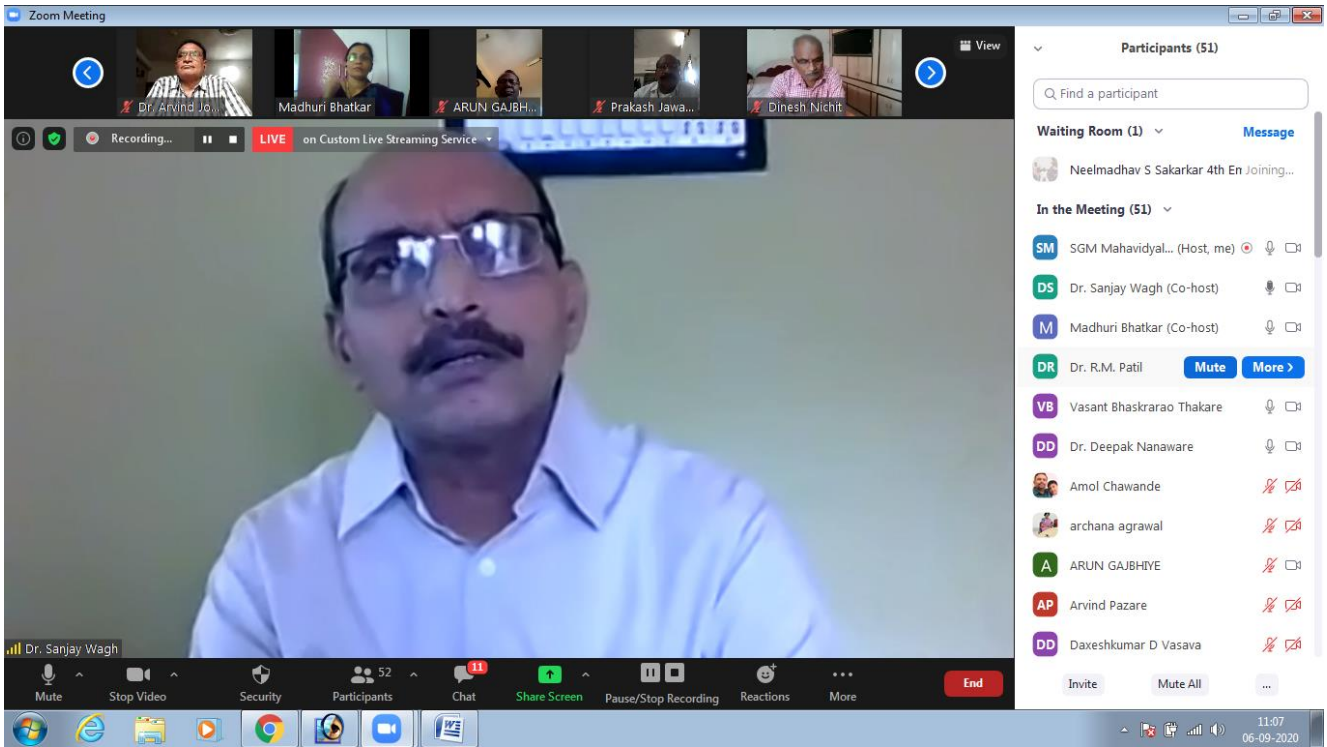 Zoom Meeting
View
Dr. Arvind Jo...
Madhuri Bhatkar
ARUN GAJBH...
Prakash Jawa...
Dinesh Nichit
Recording...
LIVE
on Custom Live Streaming Service
Dr. Sanjay Wagh
Participants (51)
Find a participant
Waiting Room (1)
Message
Neelmadhav S Sakarkar 4th En Joining...
In the Meeting (51)
SM SGM Mahavidyal... (Host, me)
DS Dr. Sanjay Wagh (Co-host)
M Madhuri Bhatkar (Co-host)
DR Dr. R.M. Patil Mute More >
VB Vasant Bhaskrarao Thakare
DD Dr. Deepak Nanaware
Amol Chawande
archana agrawal
A ARUN GAJBHIYE
AP Arvind Pazare
DD Daxeshkumar D Vasava
Invite Mute All ...
Mute
Stop Video
Security
52
Participants
11
Chat
Share Screen
Pause/Stop Recording
Reactions
More
End
11:07
06-09-2020